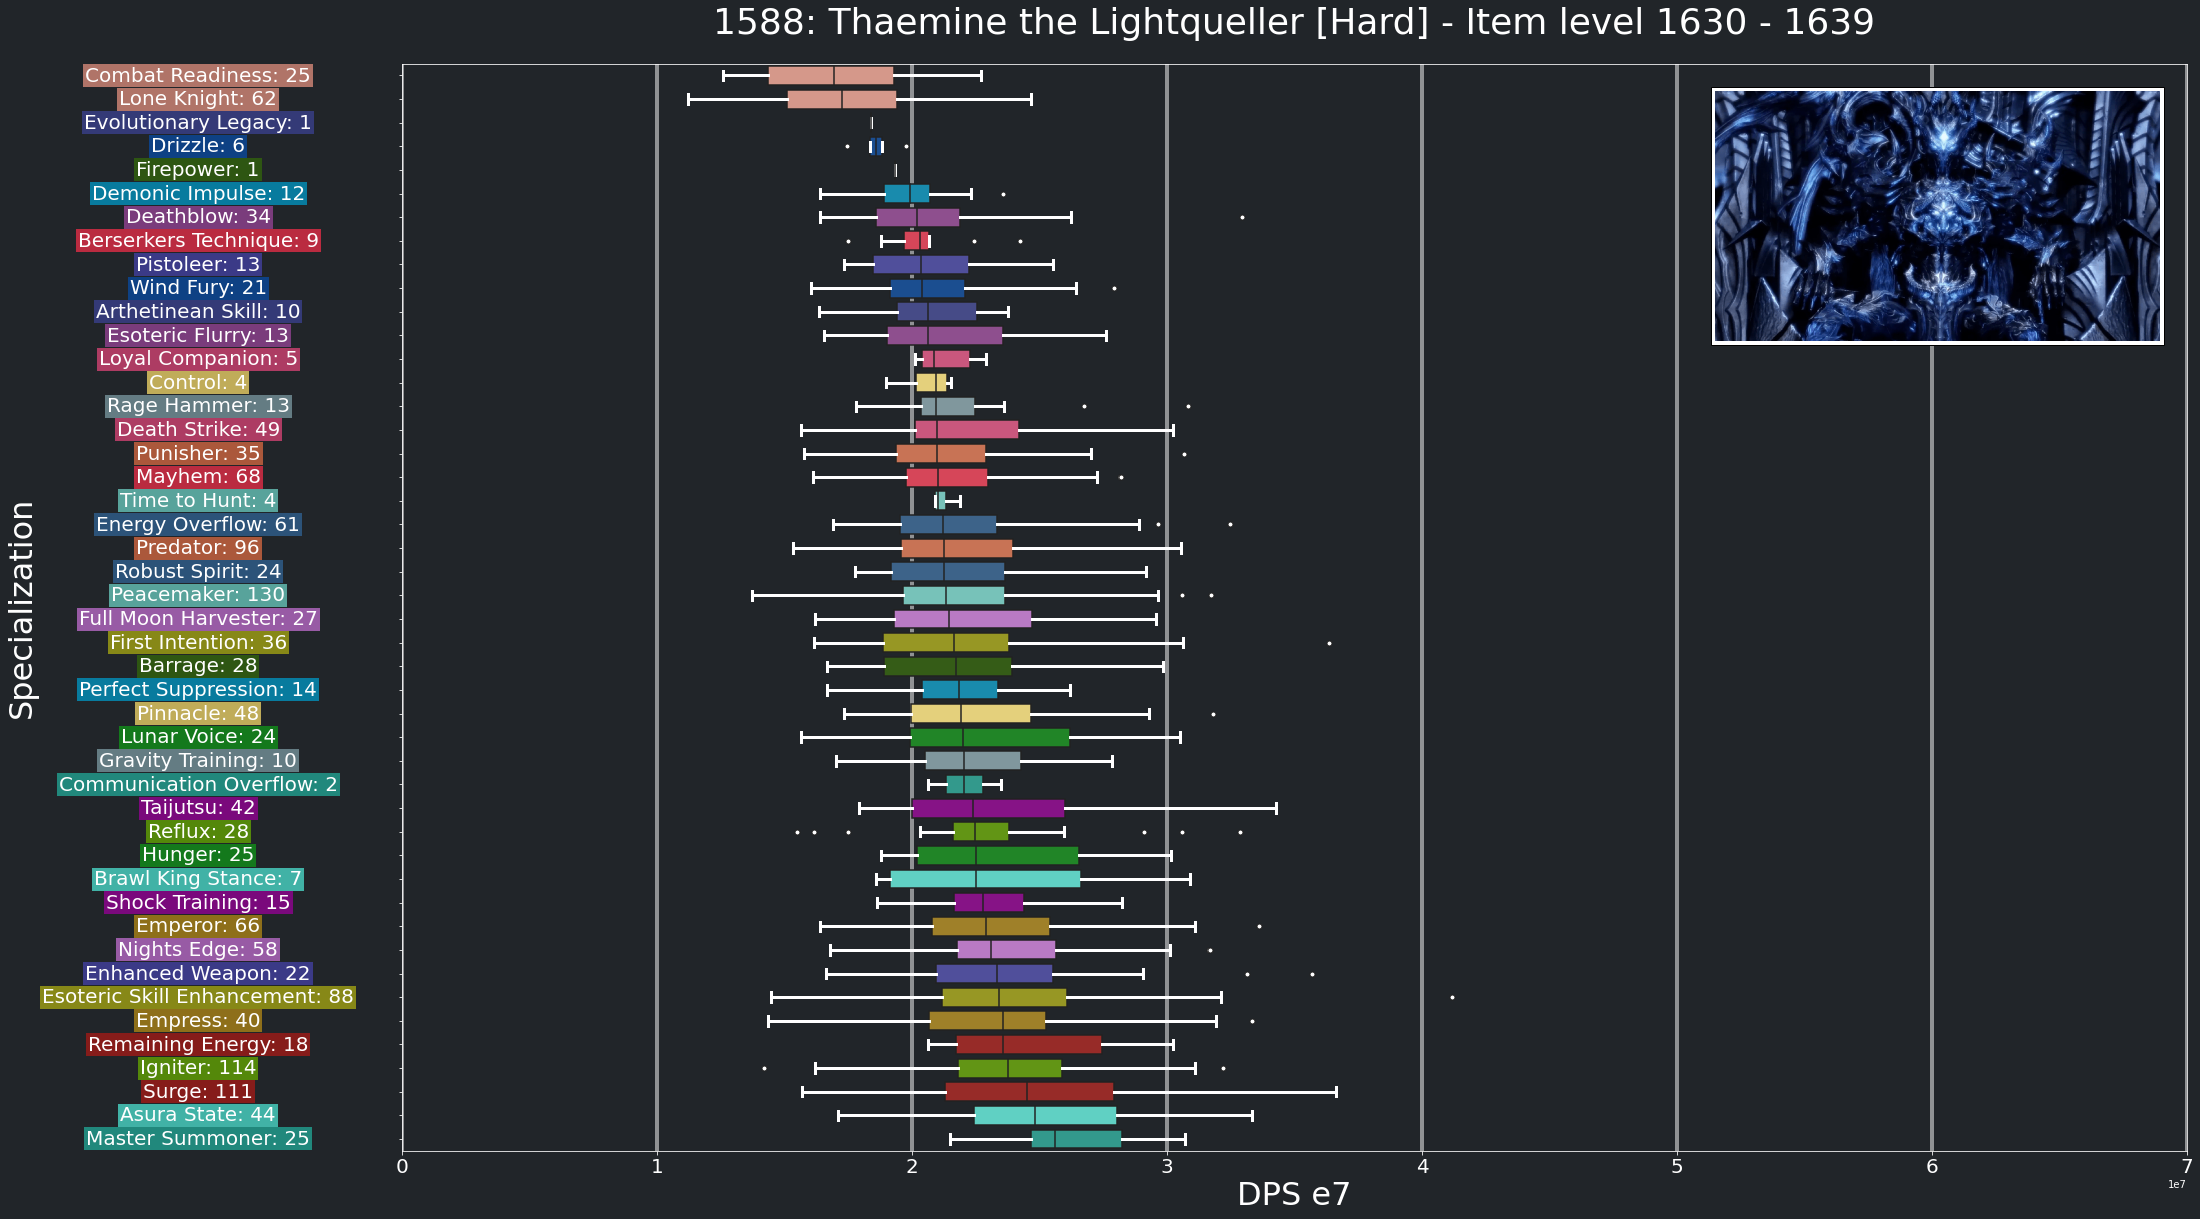 1588: Thaemine the Lightqueller [Hard] - Item level 1630 - 1639
Specialization
Combat Readiness: 25
Lone Knight: 62
Evolutionary Legacy: 1
Drizzle: 6
Firepower: 1
Demonic Impulse: 12
Deathblow: 34
Berserkers Technique: 9
Pistoleer: 13
Wind Fury: 21
Arthetinean Skill: 10
Esoteric Flurry: 13
Loyal Companion: 5
Control: 4
Rage Hammer: 13
Death Strike: 49
Punisher: 35
Mayhem: 68
Time to Hunt: 4
Energy Overflow: 61
Predator: 96
Robust Spirit: 24
Peacemaker: 130
Full Moon Harvester: 27
First Intention: 36
Barrage: 28
Perfect Suppression: 14
Pinnacle: 48
Lunar Voice: 24
Gravity Training: 10
Communication Overflow: 2
Taijutsu: 42
Reflux: 28
Hunger: 25
Brawl King Stance: 7
Shock Training: 15
Emperor: 66
Nights Edge: 58
Enhanced Weapon: 22
Esoteric Skill Enhancement: 88
Empress: 40
Remaining Energy: 18
Igniter: 114
Surge: 111
Asura State: 44
Master Summoner: 25
0 1 2 3 4 5 6 7
1e7
DPS e7